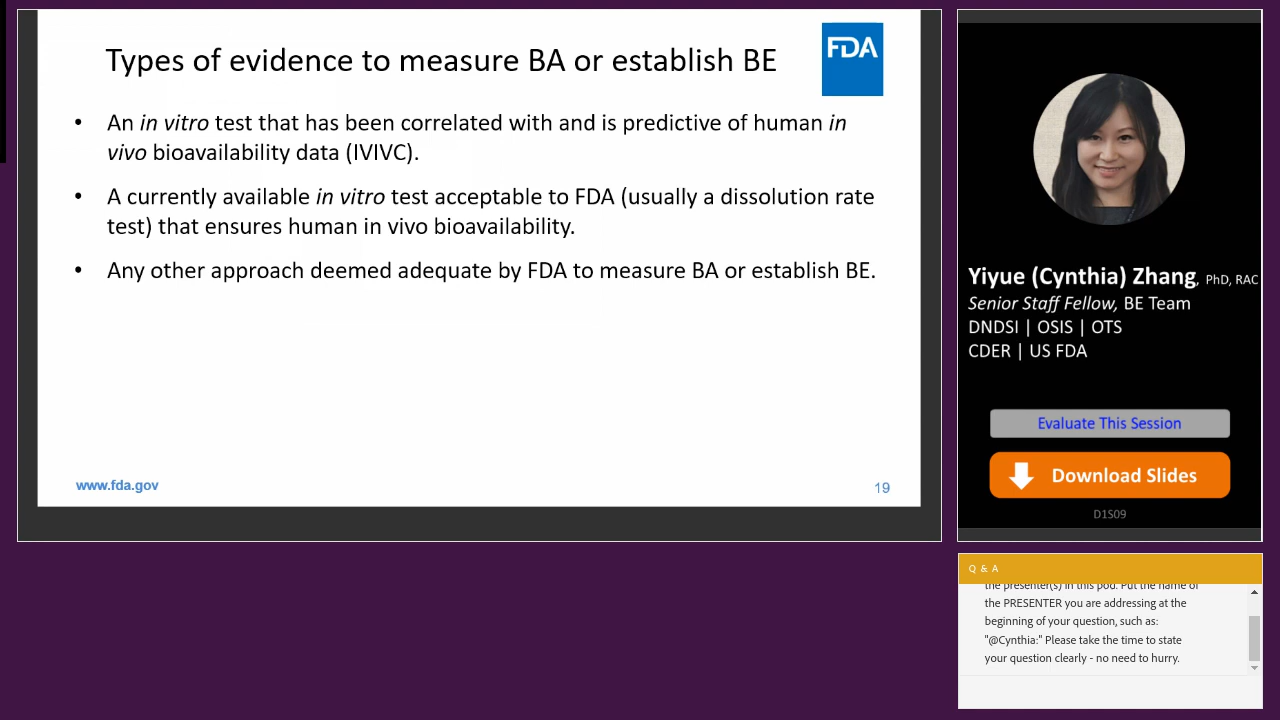 Types of evidence to measure BA or establish BE
FDA
• An in vitro test that has been correlated with and is predictive of human in
vivo bioavailability data (IVIVC).
• A currently available in vitro test acceptable to FDA (usually a dissolution rate
test) that ensures human in vivo bioavailability.
• Any other approach deemed adequate by FDA to measure BA or establish BE.
www.fda.gov
19
Yiyue (Cynthia) Zhang, PhD, RAC
Senior Staff Fellow, BE Team
DNDSI | OSIS | OTS
CDER | US FDA
Evaluate This Session
Download Slides
D1S09
Q & A
the presenter(s) in this pod. Put the name of
the PRESENTER you are addressing at the
beginning of your question, such as:
"@Cynthia:" Please take the time to state
your question clearly - no need to hurry.